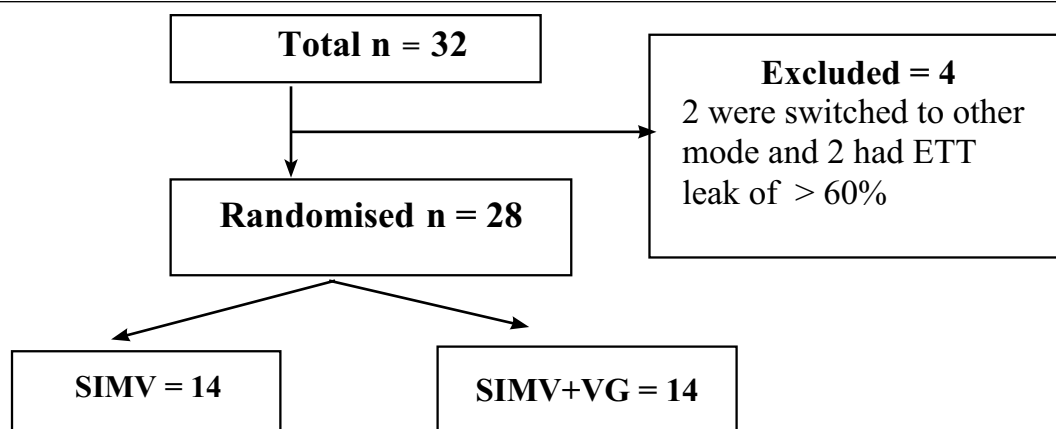 Total n = 32
Excluded = 4
2 were switched to other
mode and 2 had ETT
leak of > 60%
Randomised n = 28
SIMV = 14
SIMV+VG = 14